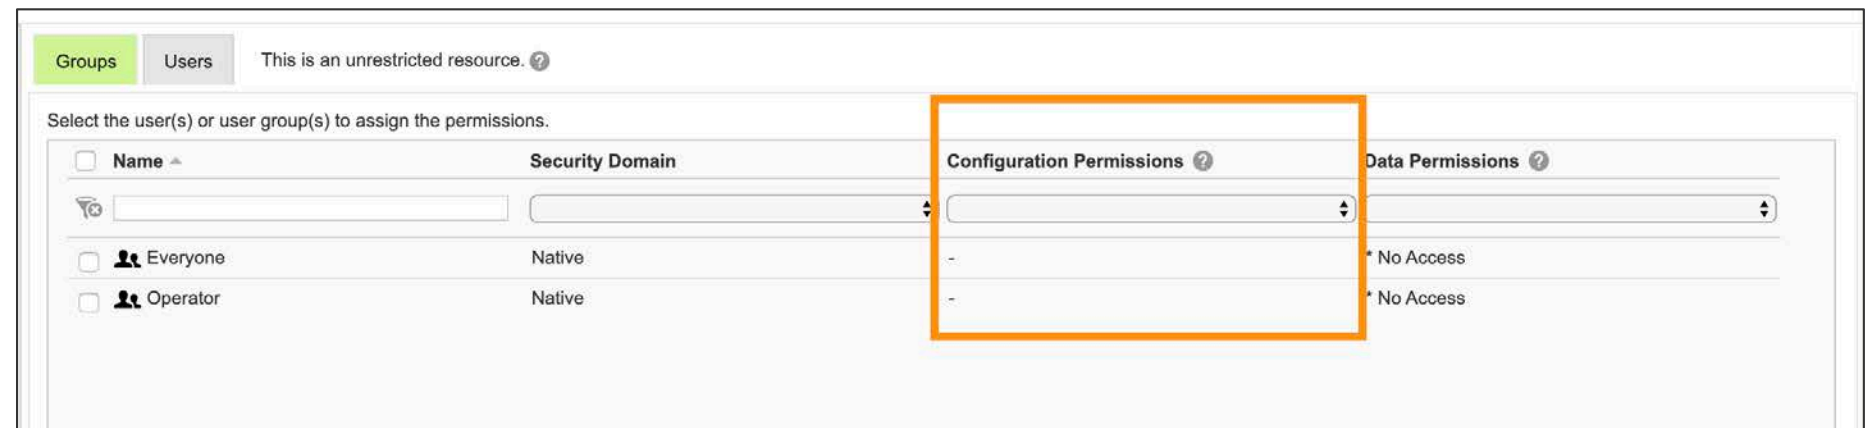 Groups Users This is an unrestricted resource.
Select the user(s) or user group(s) to assign the permissions.
Name Security Domain Configuration Permissions ? Data Permissions ?
Everyone Native - * No Access
Operator Native - * No Access